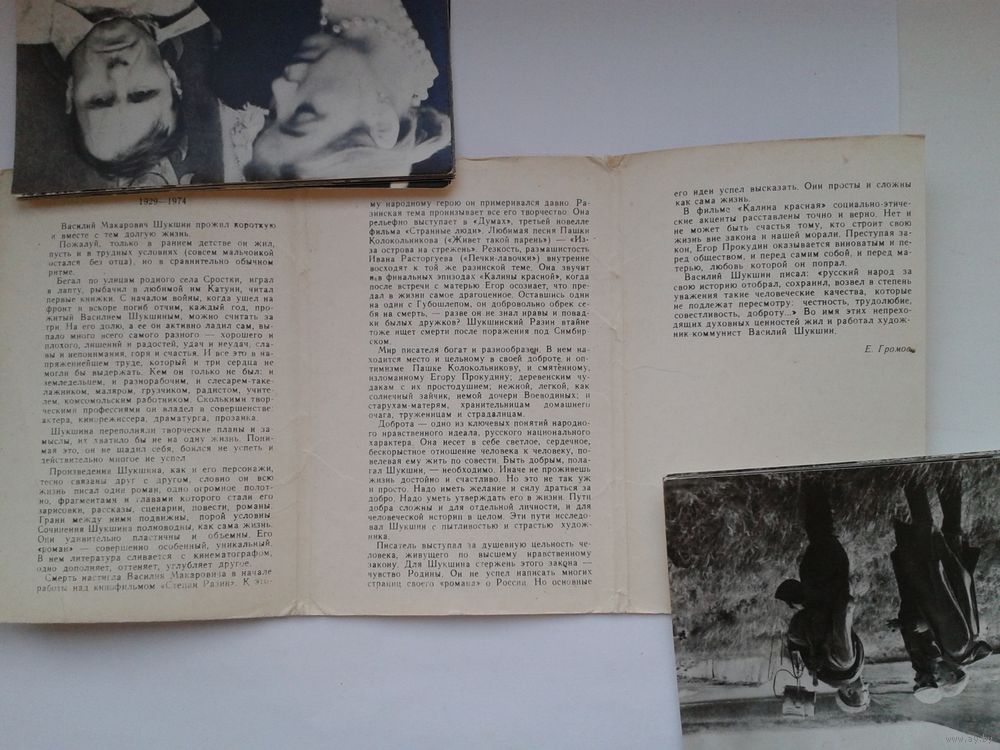 1929—1974
Василий Макарович Шукшин прожил короткую
и вместе с тем долгую жизнь.
Пожалуй, только в раннем детстве он жил,
пусть и в трудных условиях (совсем мальчонкой
остался без отца), но в сравнительно обычном
ритме.
Бегал по улицам родного села Сростки, играл
в лапту, рыбачил в любимой им Катуни, читал
первые книжки. С началом войны, когда ушел на
фронт и вскоре погиб отчим, каждый год, про-
житый Василием Шукшиным, можно считать за
три. На его долю, а ее он активно ладил сам, вы-
пало много всего самого разного — хорошего и
плохого, лишений и радостей, удач и неудач, сла-
вы и непонимания, горя и счастья. И все это в на-
пряженнейшем труде, который и три сердца не
могли бы выдержать. Кем он только не был: и
земледельцем, и разнорабочим, и слесарем-таке-
лажником, маляром, грузчиком, радистом, учите-
лем, комсомольским работником. Сколькими твор-
ческими профессиями он владел в совершенстве:
актера, кинорежиссера, драматурга, прозаика.
Шукшина переполняли творческие планы и за-
мыслы, их хватило бы не на одну жизнь. Пони-
мая это, он не щадил себя, боялся не успеть и
действительно многое не успел.
Произведения Шукшина, как и его персонажи,
тесно связаны друг с другом, словно он всю
жизнь писал один роман, одно огромное полот-
но, фрагментами и главами которого стали его
зарисовки, рассказы, сценарии, повести, романы.
Грани между ними подвижны, порой условны.
Сочинения Шукшина полноводны, как сама жизнь.
Они удивительно пластичны и объемны. Его
«роман» — совершенно особенный, уникальный.
В нем литература сливается с кинематографом,
одно дополняет, оттеняет, углубляет другое.
Смерть настигла Василия Макаровича в начале
работы над кинофильмом «Степан Разин». К это-
му народному герою он примеривался давно. Ра-
зинская тема пронизывает все его творчество. Она
рельефно выступает в «Думах», третьей новелле
фильма «Странные люди». Любимая песня Пашки
Колокольникова («Живет такой парень») — «Из-
за острова на стрежень». Резкость, размашистость
Ивана Расторгуева («Печки-лавочки») внутренне
восходят к той же разинской теме. Она звучит
и в финальных эпизодах «Калины красной», когда
после встречи с матерью Егор осознает, что пре-
дал в жизни самое драгоценное. Оставшись один
на один с Губошлепом, он добровольно обрек се-
бя на смерть, — разве он не знал нравы и повад-
ки былых дружков? Шукшинский Разин втайне
тоже ищет смерти после поражения под Симбир-
ском.
Мир писателя богат и разнообразен. В нем на-
ходится место и цельному в своей доброте и оп-
тимизме Пашке Колокольникову, и смятённому,
изломанному Егору Прокудину; деревенским чу-
дакам с их простодушием; нежной, легкой, как
солнечный зайчик, немой дочери Воеводиных; и
старухам-матерям, хранительницам домашнего
очага, труженицам и страдалицам.
Доброта — одно из ключевых понятий народно-
го нравственного идеала, русского национального
характера. Она несет в себе светлое, сердечное,
бескорыстное отношение человека к человеку, по-
велевая ему жить по совести. Быть добрым, пола-
гал Шукшин, — необходимо. Иначе не проживешь
жизнь достойно и счастливо. Но это не так уж
и просто. Надо иметь желание и силу драться за
добро. Надо уметь утверждать его в жизни. Пути
добра сложны и для отдельной личности, и для
человеческой истории в целом. Эти пути исследо-
вал Шукшин с пытливостью и страстью худож-
ника.
Писатель выступал за душевную цельность че-
ловека, живущего по высшему нравственному
закону. Для Шукшина стержень этого закона —
чувство Родины. Он не успел написать многих
страниц своего «романа» о России. Но основные
его идеи успел высказать. Они просты и сложны
как сама жизнь.
В фильме «Калина красная» социально-этиче-
ские акценты расставлены точно и верно. Нет и
не может быть счастья тому, кто строит свою
жизнь вне закона и нашей морали. Преступая за-
кон, Егор Прокудин оказывается виноватым и пе-
ред обществом, и перед самим собой, и перед ма-
терью, любовь которой он попрал.
Василий Шукшин писал: «русский народ за
свою историю отобрал, сохранил, возвел в степень
уважения такие человеческие качества, которые
не подлежат пересмотру: честность, трудолюбие,
совестливость, доброту...» Во имя этих непрехо-
дящих духовных ценностей жил и работал худож-
ник-коммунист Василий Шукшин.
Е. Громов